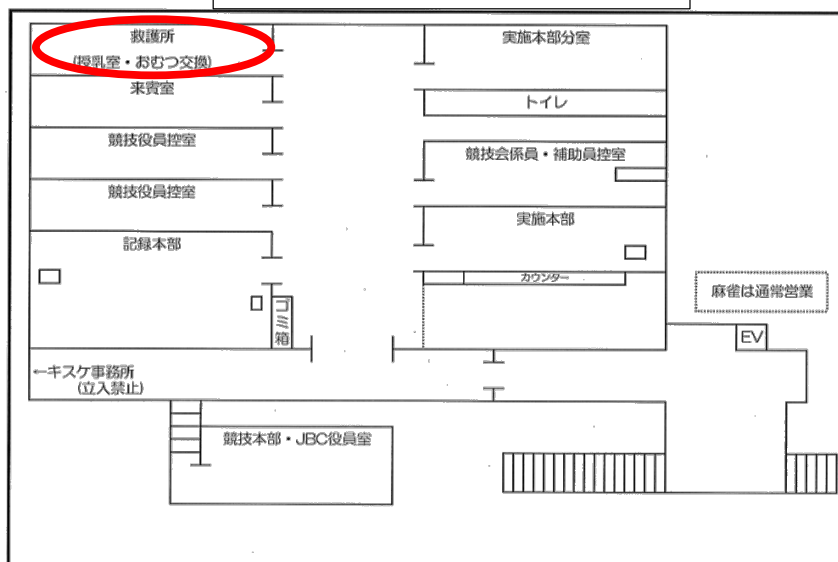 救護所
(授乳室・おむつ交換)
来賓室
競技役員控室
競技役員控室
記録本部
ゴミ箱
実施本部分室
トイレ
競技会係員・補助員控室
実施本部
カウンター
麻雀は通常営業
EV
←キスケ事務所
(立入禁止)
競技本部・JBC役員室